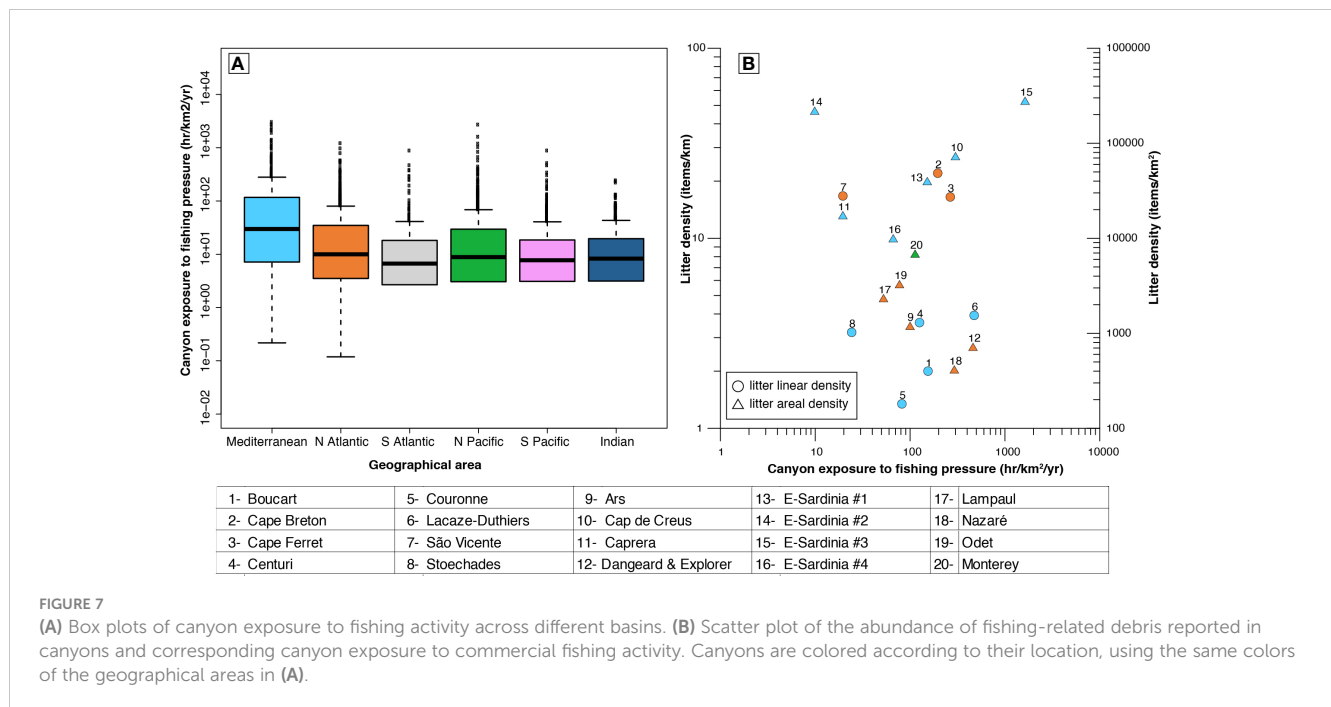 A
Canyon exposure to fishing pressure (hr/km2/yr)
1e+04
1e+03
1e+02
1e+01
1e+00
1e−01
1e−02
Mediterranean N Atlantic S Atlantic N Pacific S Pacific Indian
Geographical area
B
Litter density (items/km)
100
10
1
Litter density (items/km²)
1000000
100000
10000
1000
100
14
15
10
2
13
3
7
11
16
20
19
17
9
4
6
8
12
18
1
5
litter linear density
litter areal density
1 10 100 1000 10000
Canyon exposure to fishing pressure (hr/km²/yr)
1- Boucart 5- Couronne 9- Ars 13- E-Sardinia #1 17- Lampaul
2- Cape Breton 6- Lacaze-Duthiers 10- Cap de Creus 14- E-Sardinia #2 18- Nazaré
3- Cape Ferret 7- São Vicente 11- Caprera 15- E-Sardinia #3 19- Odet
4- Centuri 8- Stoechades 12- Dangeard & Explorer 16- E-Sardinia #4 20- Monterey
FIGURE 7
(A) Box plots of canyon exposure to fishing activity across different basins. (B) Scatter plot of the abundance of fishing-related debris reported in
canyons and corresponding canyon exposure to commercial fishing activity. Canyons are colored according to their location, using the same colors
of the geographical areas in (A).